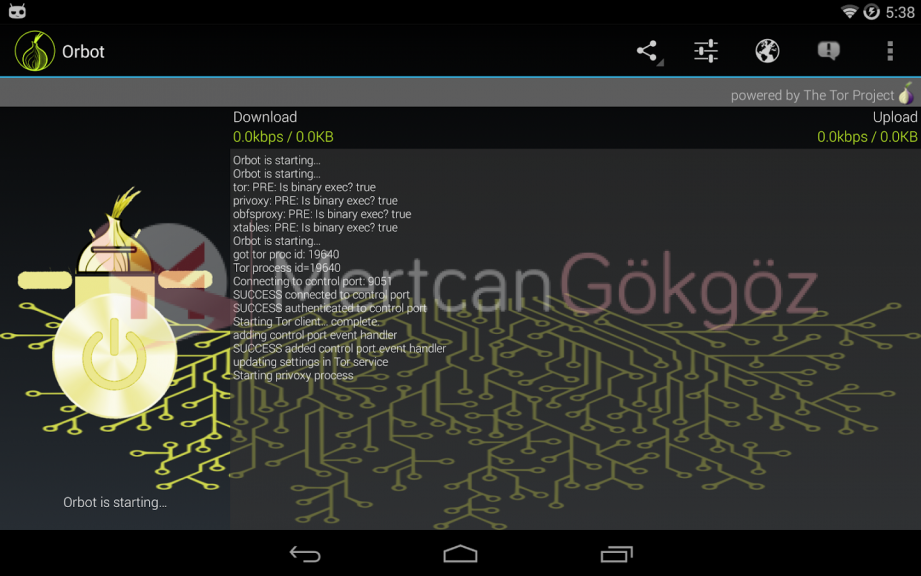 5:38
Orbot
powered by The Tor Project
Download
Upload
0.0kbps / 0.0KB
0.0kbps / 0.0KB
Orbot is starting...
Orbot is starting...
tor: PRE: Is binary exec? true
privoxy: PRE: Is binary exec? true
obfsproxy: PRE: Is binary exec? true
xtables: PRE: Is binary exec? true
Orbot is starting...
got tor proc id: 19640
Tor process id=19640
Connecting to control port: 9051
SUCCESS connected to control port
SUCCESS authenticated to control port
Starting Tor client... complete.
adding control port event handler
SUCCESS added control port event handler
updating settings in Tor service
Starting privoxy process
MertcanGökgöz
Orbot is starting...